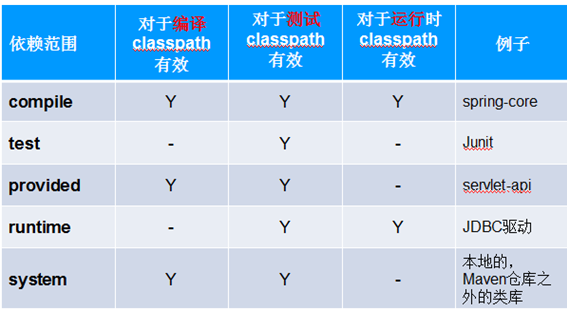 依赖范围 对于编译classpath有效 对于测试classpath有效 对于运行时classpath有效 例子
compile Y Y Y spring-core
test - Y - Junit
provided Y Y - servlet-api
runtime - Y Y JDBC驱动
system Y Y - 本地的，Maven仓库之外的类库